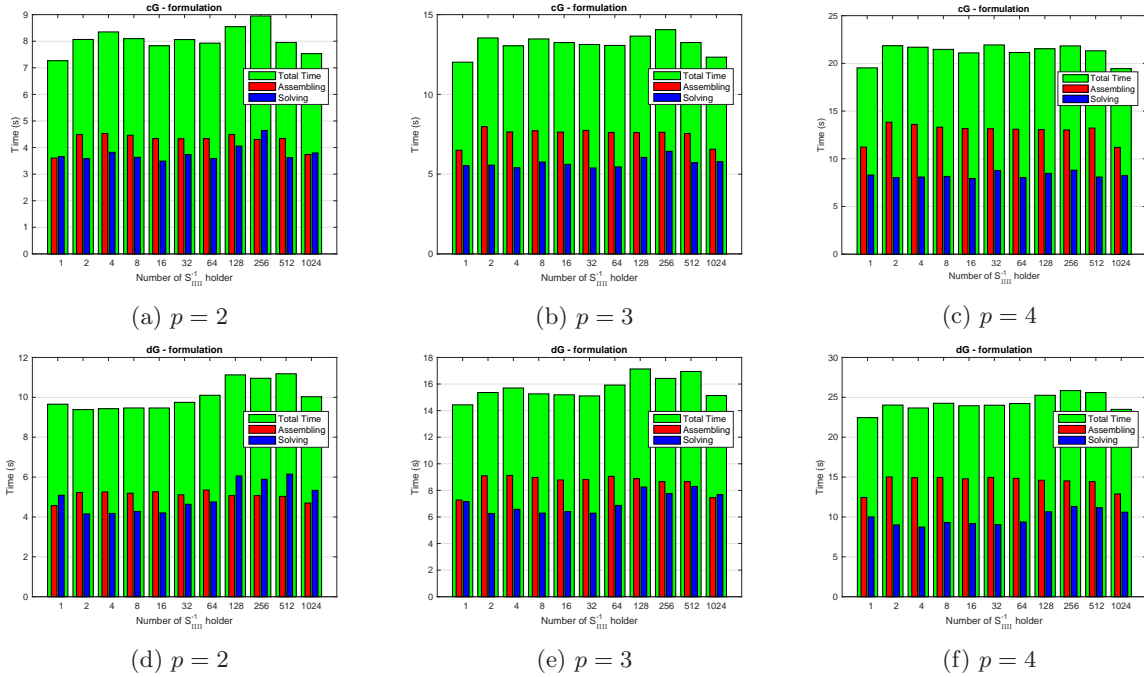 cG - formulation
9
8
7
6
5
4
3
2
1
0
Time (s)
Total Time
Assembling
Solving
1 2 4 8 16 32 64 128 256 512 1024
Number of S⁻¹ΠΠ holder
(a) p = 2
cG - formulation
15
10
5
0
Time (s)
Total Time
Assembling
Solving
1 2 4 8 16 32 64 128 256 512 1024
Number of S⁻¹ΠΠ holder
(b) p = 3
cG - formulation
25
20
15
10
5
0
Time (s)
Total Time
Assembling
Solving
1 2 4 8 16 32 64 128 256 512 1024
Number of S⁻¹ΠΠ holder
(c) p = 4
dG - formulation
12
10
8
6
4
2
0
Time (s)
Total Time
Assembling
Solving
1 2 4 8 16 32 64 128 256 512 1024
Number of S⁻¹ΠΠ holder
(d) p = 2
dG - formulation
18
16
14
12
10
8
6
4
2
0
Time (s)
Total Time
Assembling
Solving
1 2 4 8 16 32 64 128 256 512 1024
Number of S⁻¹ΠΠ holder
(e) p = 3
dG - formulation
30
25
20
15
10
5
0
Time (s)
Total Time
Assembling
Solving
1 2 4 8 16 32 64 128 256 512 1024
Number of S⁻¹ΠΠ holder
(f) p = 4